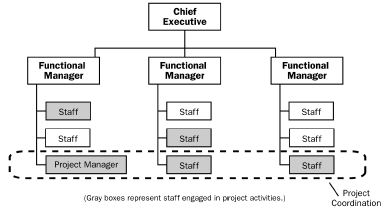 Chief
Executive
Functional
Manager
Functional
Manager
Functional
Manager
Staff
Staff
Staff
Staff
Staff
Staff
Project Manager
Staff
Staff
(Gray boxes represent staff engaged in project activities.)
Project
Coordination